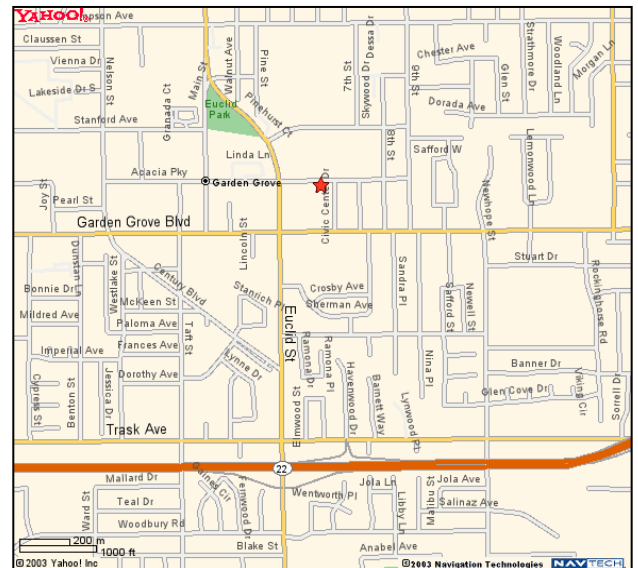 YAHOO!
Claussen St
Vienna Dr
Lakeside Dr S
Stanford Ave
Nelson St
Granada Ct
Main St
Walnut Ave
Pine St
Euclid Park
Pinehurst Ct
Linda Ln
7th St
Skywood Dr
Dessa Dr
8th St
9th St
Chester Ave
Dorada Ave
Glen St
Strathmore Dr
Woodland Ln
Morgan Ln
Safford W
Lemonwood Ln
Newhope St
Acacia Pky
Garden Grove
Civic Center Dr
Joy St
Pearl St
Garden Grove Blvd
Lincoln St
Stuart Dr
Dunstan Ln
Bonnie Dr
Westlake St
Century Blvd
McKeen St
Mildred Ave
Paloma Ave
Taft St
Imperial Ave
Frances Ave
Dorothy Ave
Lynne Dr
Stanrich Pl
Euclid St
Crosby Ave
Sherman Ave
Sandra Pl
Safford St
Newell St
Rockinghorse Rd
Banner Dr
Glen Cove Dr
Viking Cir
Sorrell Dr
Cypress St
Benton St
Jessica Dr
Ramona Dr
Ramona Pl
Elmwood St
Havenwood Dr
Barnett Way
Nina Pl
Trask Ave
22
Mallard Dr
Teal Dr
Woodbury Rd
Ward St
Gaines Cir
Fernwood Dr
Blake St
Wentworth Pl
Jola Ln
Libby Ln
Malinda
Jola Ave
Salinaz Ave
Anabel Ave
200 m
1000 ft
©2003 Yahoo! Inc
©2003 Navigation Technologies
NAVTECH